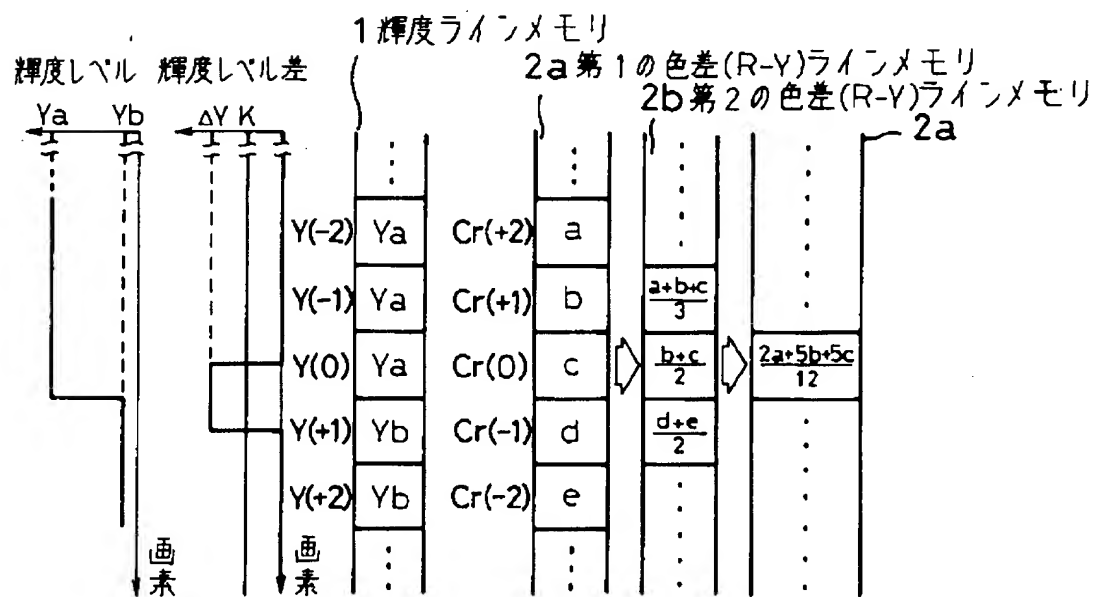 1 輝度ラインメモリ
輝度レベル 輝度レベル差
2a 第1の色差(R-Y)ラインメモリ
2b 第2の色差(R-Y)ラインメモリ
2a
Ya Yb ΔY K
Y(-2) Ya Cr(+2) a
Y(-1) Ya Cr(+1) b a+b+c/3
Y(0) Ya Cr(0) c b+c/2 2a+5b+5c/12
Y(+1) Yb Cr(-1) d d+e/2
Y(+2) Yb Cr(-2) e
画素
画素